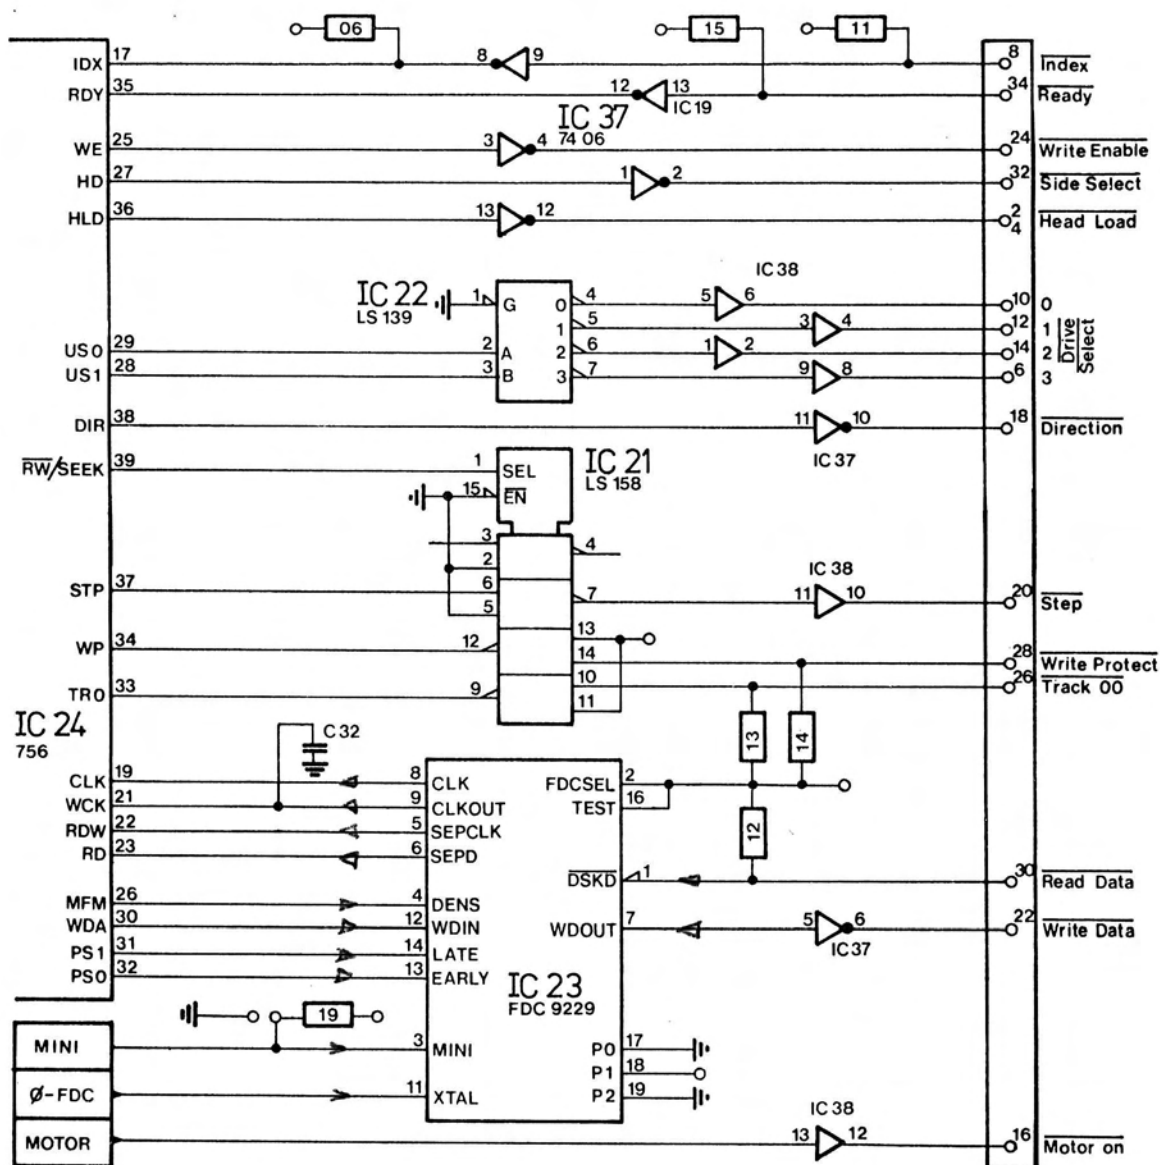 06 15 11
IDX 17 8 9 8 Index
RDY 35 12 13 34 Ready
IC19
IC 37
74 06
WE 25 3 4 24 Write Enable
HD 27 1 2 32 Side Select
HLD 36 13 12 2 4 Head Load
IC 38
IC 22
LS 139
1 G 0 4 5 6 10 0
1 5 3 4 12 1
US0 29 2 A 2 6 1 2 14 2
US1 28 3 B 3 7 9 8 6 3
Drive Select
DIR 38 11 10 18 Direction
IC 37
RW/SEEK 39 1 SEL
IC 21
LS 158
15 EN
3 4
2
IC 38
STP 37 6 7 11 10 20 Step
5
13
WP 34 12 14 28 Write Protect
10 26 Track 00
TR0 33 9 11
IC 24
756
C 32
13 14
CLK 19 8 CLK FDCSEL 2
WCK 21 9 CLKOUT TEST 16
RDW 22 5 SEPCLK
12
RD 23 6 SEPD
DSKD 1 30 Read Data
MFM 26 4 DENS
WDA 30 12 WDIN WDOUT 7 5 6 22 Write Data
IC37
PS1 31 14 LATE
PS0 32 13 EARLY
IC 23
FDC 9229
19
MINI 3 MINI P0 17
P1 18
Ø-FDC 11 XTAL P2 19
IC 38
MOTOR 13 12 16 Motor on